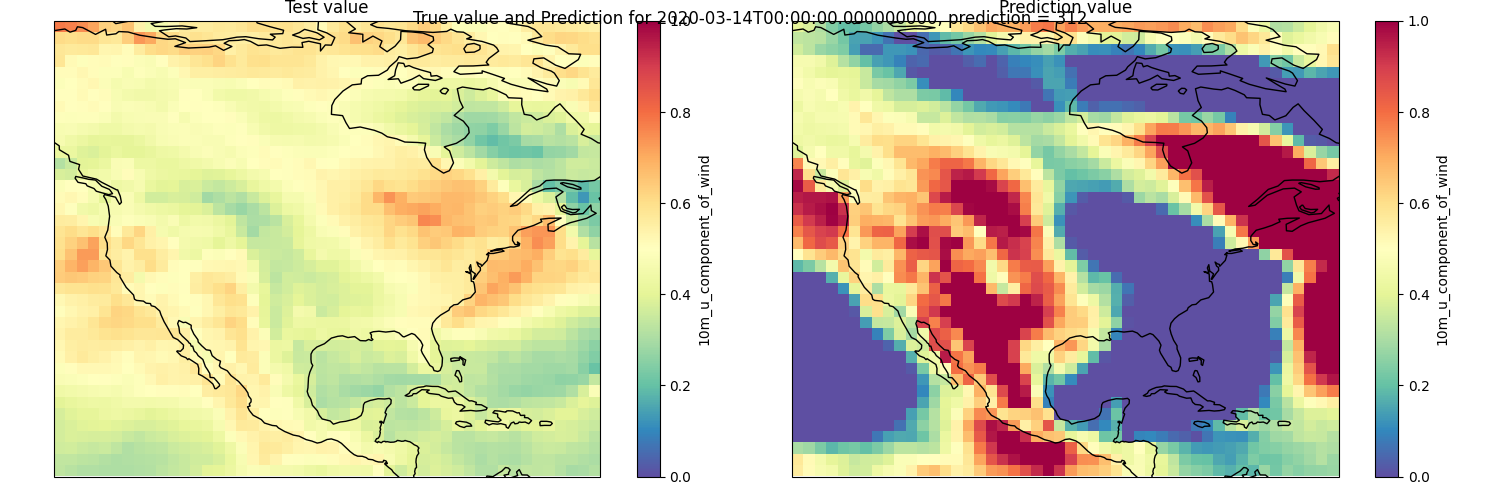 Test value
Prediction value
True value and Prediction for 2020-03-14T00:00:00.000000000, prediction = 312
1.0
0.8
0.6
0.4
0.2
0.0
10m_u_component_of_wind
1.0
0.8
0.6
0.4
0.2
0.0
10m_u_component_of_wind